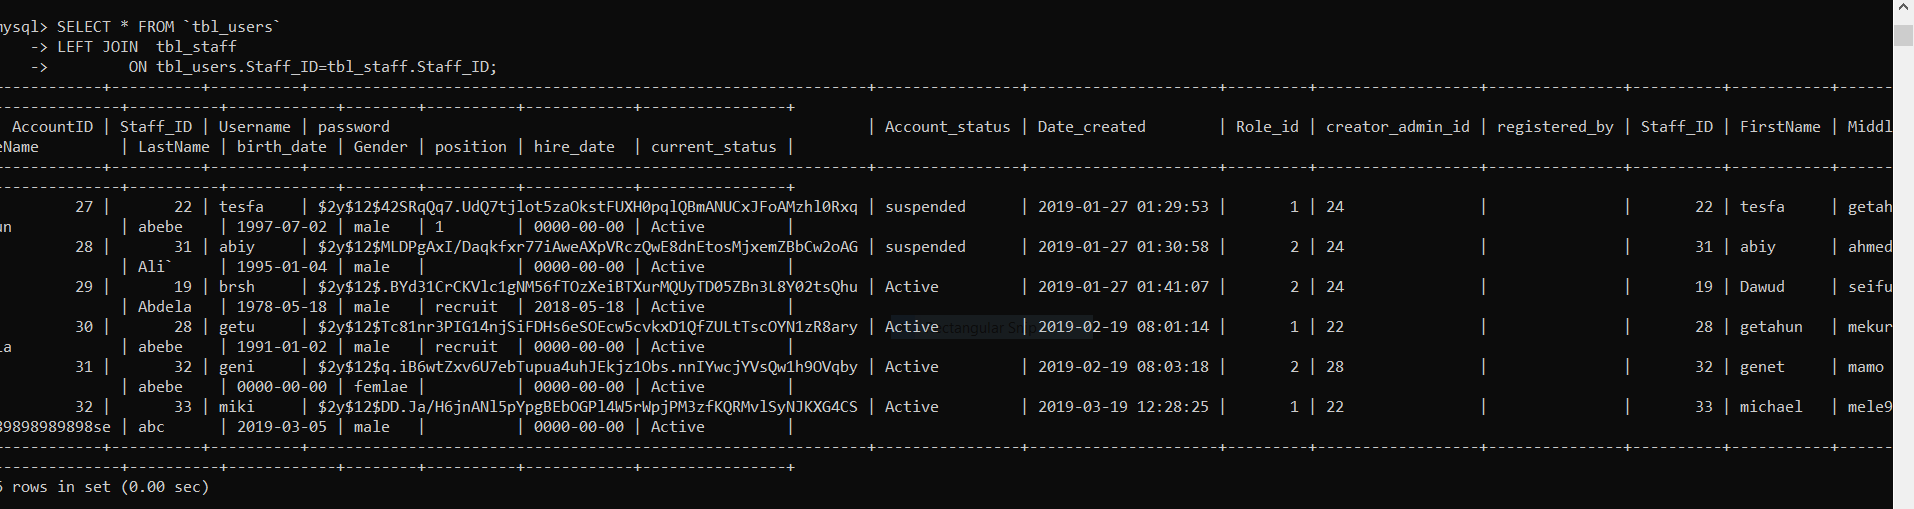 mysql> SELECT * FROM `tbl_users`
-> LEFT JOIN  tbl_staff
->         ON tbl_users.Staff_ID=tbl_staff.Staff_ID;
------------+----------+----------+--------------------------------------------------------------+----------------+---------------------+---------+------------------+---------------+----------+-----------+-------
-------------+----------+------------+--------+----------+------------+----------------+
AccountID | Staff_ID | Username | password | Account_status | Date_created | Role_id | creator_admin_id | registered_by | Staff_ID | FirstName | Middl
eName | LastName | birth_date | Gender | position | hire_date | current_status |
------------+----------+----------+--------------------------------------------------------------+----------------+---------------------+---------+------------------+---------------+----------+-----------+-------
-------------+----------+------------+--------+----------+------------+----------------+
27 | 22 | tesfa | $2y$12$42SRqQq7.UdQ7tjlot5zaOkstFUXH0pqlQBmANUCxJFoAMzhl0Rxq | suspended | 2019-01-27 01:29:53 | 1 | 24 | | 22 | tesfa | getah
un | abebe | 1997-07-02 | male | 1 | 0000-00-00 | Active |
28 | 31 | abiy | $2y$12$MLDPgAxI/Daqkfxr77iAweAXpVRczQwE8dnEtosMjxemZBbCw2oAG | suspended | 2019-01-27 01:30:58 | 2 | 24 | | 31 | abiy | ahmed
| Ali` | 1995-01-04 | male | | 0000-00-00 | Active |
29 | 19 | brsh | $2y$12$.BYd31CrCKVlc1gNM56fTOzXeiBTXurMQUyTD05ZBn3L8Y02tsQhu | Active | 2019-01-27 01:41:07 | 2 | 24 | | 19 | Dawud | seifu
| Abdela | 1978-05-18 | male | recruit | 2018-05-18 | Active |
30 | 28 | getu | $2y$12$Tc81nr3PIG14njSiFDHs6eSOEcw5cvkxD1QfZULtTscOYN1zR8ary | Active | 2019-02-19 08:01:14 | 1 | 22 | | 28 | getahun | mekur
la | abebe | 1991-01-02 | male | recruit | 0000-00-00 | Active |
31 | 32 | geni | $2y$12$q.iB6wtZxv6U7ebTupua4uhJEkjz1Obs.nnIYwcjYVsQw1h9OVqby | Active | 2019-02-19 08:03:18 | 2 | 28 | | 32 | genet | mamo
| abebe | 0000-00-00 | femlae | | 0000-00-00 | Active |
32 | 33 | miki | $2y$12$DD.Ja/H6jnANl5pYpgBEbOGPl4W5rWpjPM3zfKQRMvlSyNJKXG4CS | Active | 2019-03-19 12:28:25 | 1 | 22 | | 33 | michael | mele9
89898989898se | abc | 2019-03-05 | male | | 0000-00-00 | Active |
------------+----------+----------+--------------------------------------------------------------+----------------+---------------------+---------+------------------+---------------+----------+-----------+-------
-------------+----------+------------+--------+----------+------------+----------------+
6 rows in set (0.00 sec)